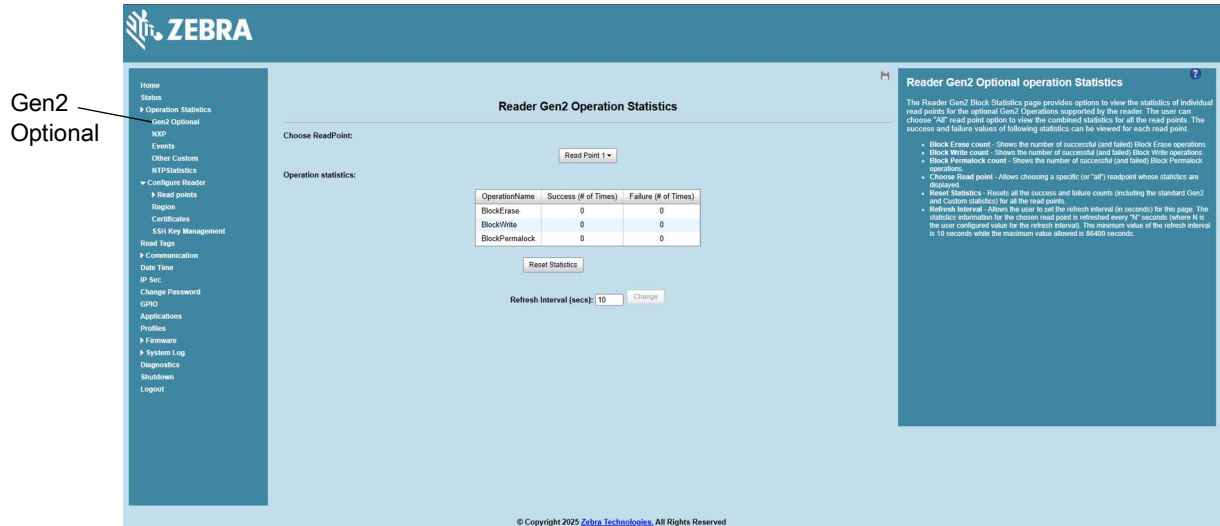 ZEBRA
Gen2
Optional
Home
Status
Operation Statistics
Gen2 Optional
NXP
Events
Other Custom
NTPStatistics
Configure Reader
Read points
Region
Certificates
SSH Key Management
Read Tags
Communication
Date Time
IP Sec
Change Password
GPIO
Applications
Profiles
Firmware
System Log
Diagnostics
Shutdown
Logout
Reader Gen2 Operation Statistics
Choose ReadPoint:
Read Point 1
Operation statistics:
OperationName Success (# of Times) Failure (# of Times)
BlockErase 0 0
BlockWrite 0 0
BlockPermalock 0 0
Reset Statistics
Refresh Interval (secs): 10 Change
Reader Gen2 Optional operation Statistics
?
The Reader Gen2 Block Statistics page provides options to view the statistics of individual
read points for the optional Gen2 Operations supported by the reader. The user can
choose "All" read point option to view the combined statistics for all the read points. The
success and failure values of following statistics can be viewed for each read point.
• Block Erase count - Shows the number of successful (and failed) Block Erase operations.
• Block Write count - Shows the number of successful (and failed) Block Write operations.
• Block Permalock count - Shows the number of successful (and failed) Block Permalock
operations.
• Choose Read point - Allows choosing a specific (or "all") readpoint whose statistics are
displayed.
• Reset Statistics - Resets all the success and failure counts (including the standard Gen2
and Custom statistics) for all the read points.
• Refresh Interval - Allows the user to set the refresh interval (in seconds) for this page. The
statistics information for the chosen read point is refreshed every "N" seconds (where N is
the user configured value for the refresh interval). The minimum value of the refresh interval
is 10 seconds while the maximum value allowed is 86400 seconds.
© Copyright 2025 Zebra Technologies. All Rights Reserved